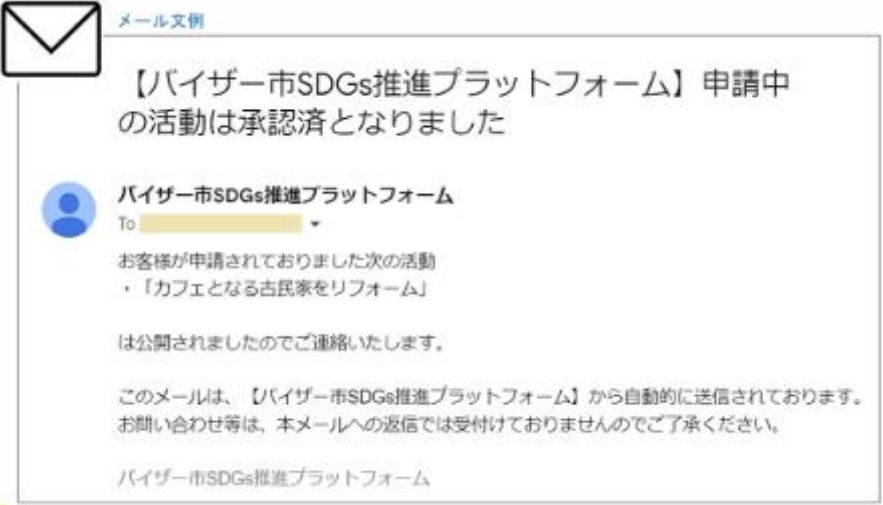 メール文例
【バイザー市SDGs推進プラットフォーム】申請中
の活動は承認済となりました
バイザー市SDGs推進プラットフォーム
To
お客様が申請されておりました次の活動
・「カフェとなる古民家をリフォーム」
は公開されましたのでご連絡いたします。
このメールは、【バイザー市SDGs推進プラットフォーム】から自動的に送信されております。
お問い合わせ等は、本メールへの返信では受付けておりませんのでご了承ください。
バイザー市SDGs推進プラットフォーム